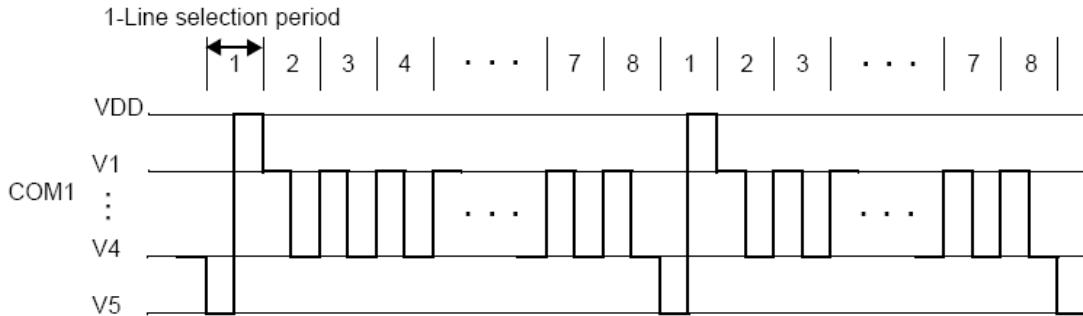 1-Line selection period
1 2 3 4 · · · 7 8 1 2 3 · · · 7 8
VDD
V1
COM1
⋮
· · · · · ·
V4
V5